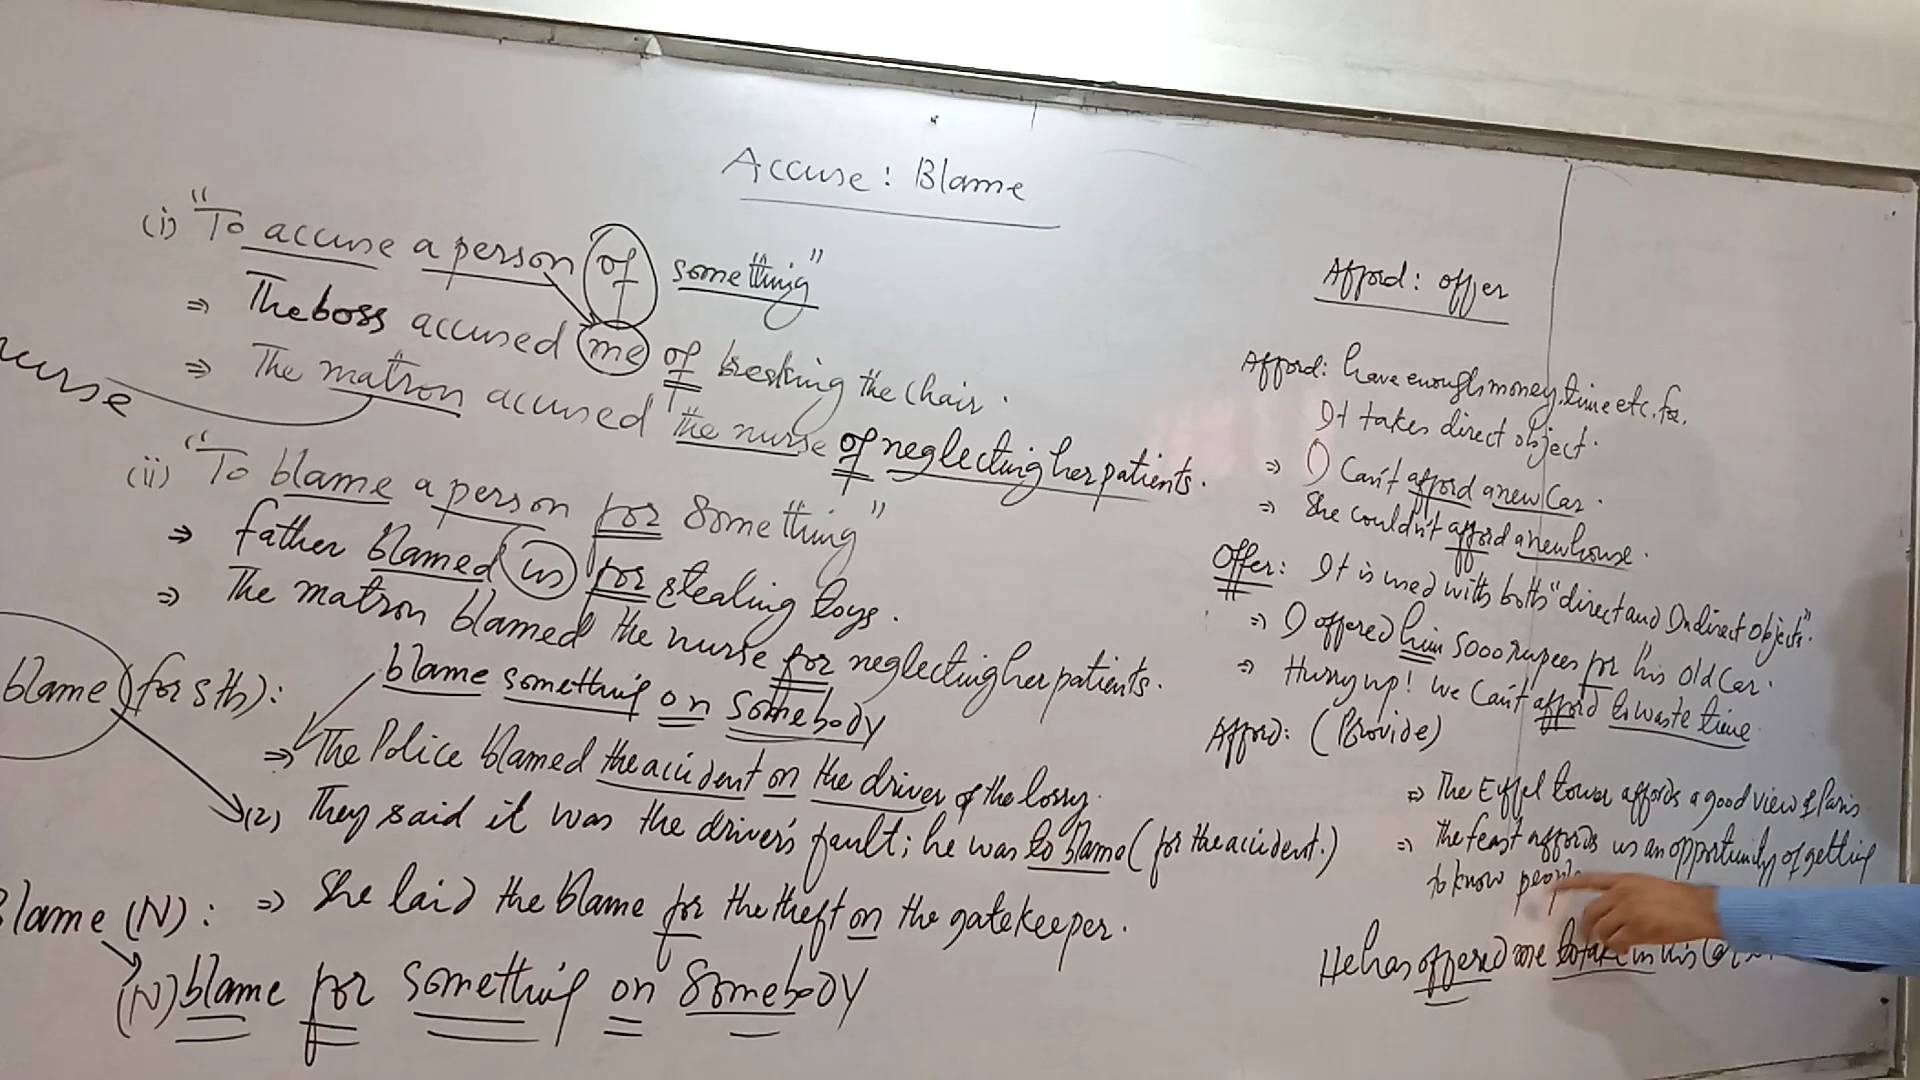 Accuse: Blame
(i) "To accuse a person of something"
⇒ The boss accused me of breaking the chair.
⇒ The matron accused the nurse of neglecting her patients.
nurse
(ii) "To blame a person for something"
⇒ father blamed us for stealing toys.
⇒ The matron blamed the nurse for neglecting her patients.
blame (for sth):
blame something on somebody
⇒ The Police blamed the accident on the driver of the lorry.
(2) They said it was the driver's fault; he was to blame (for the accident.)
Blame (N): ⇒ She laid the blame for the theft on the gatekeeper.
(N) blame for something on somebody
Afford: offer
Afford: have enough money, time etc. for.
It takes direct object.
⇒ I can't afford a new car.
⇒ She couldn't afford a new house.
Offer: It is used with both "direct and Indirect objects".
⇒ I offered him 5000 rupees for his old car.
⇒ Hurry up! we can't afford to waste time.
Afford: (Provide)
⇒ The Eiffel tower affords a good view of Paris
⇒ The feast affords us an opportunity of getting
to know people
He has offered me to take in his